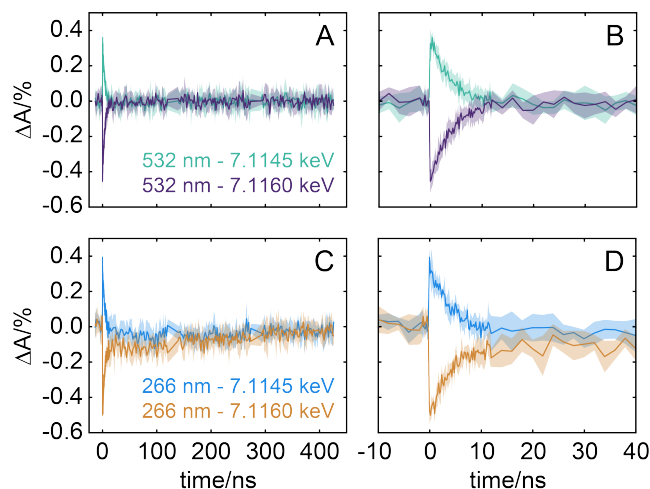 A
B
ΔA/%
0.4
0.2
0.0
-0.2
-0.4
-0.6
532 nm - 7.1145 keV
532 nm - 7.1160 keV
C
D
ΔA/%
0.4
0.2
0.0
-0.2
-0.4
-0.6
266 nm - 7.1145 keV
266 nm - 7.1160 keV
0 100 200 300 400
-10 0 10 20 30 40
time/ns
time/ns